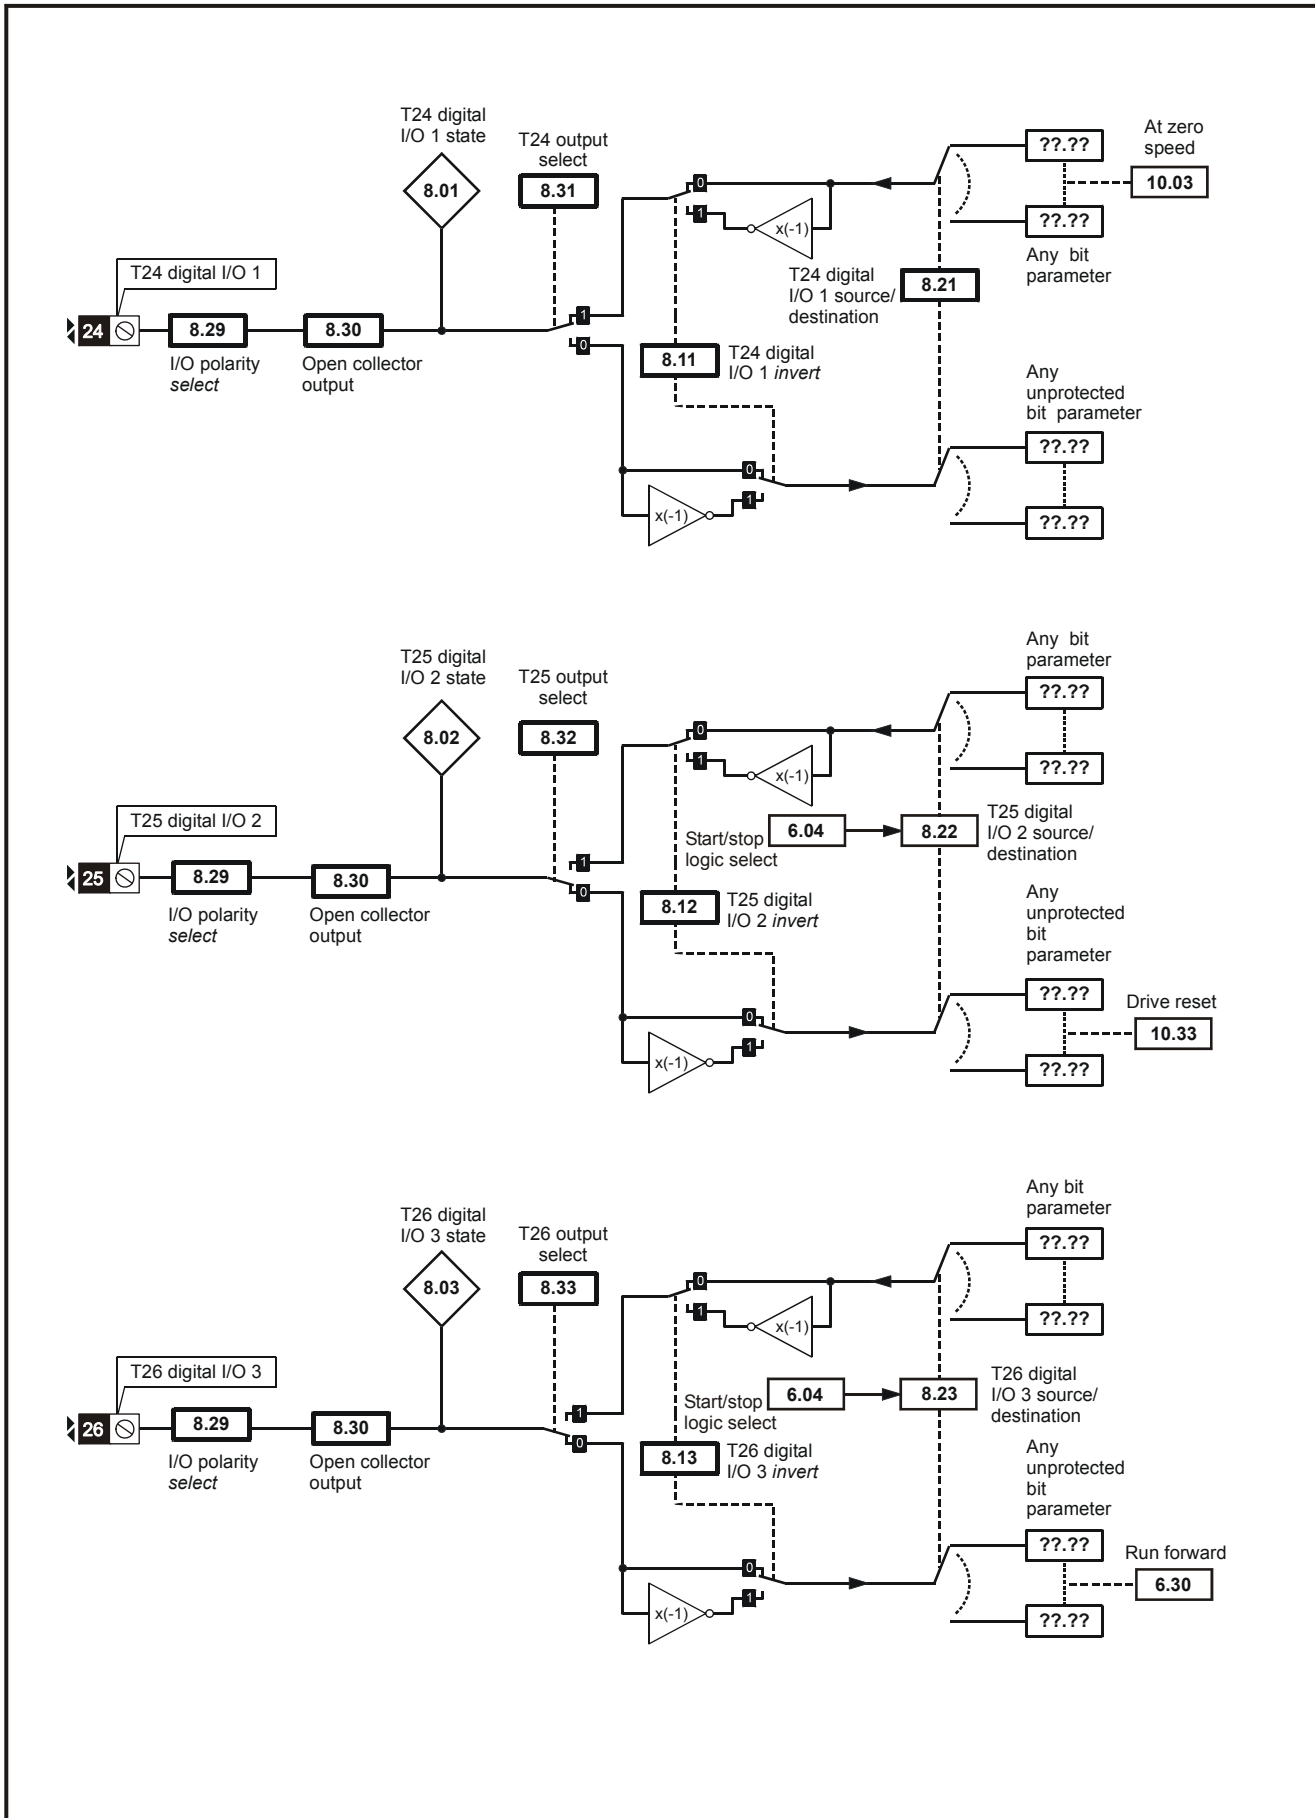 T24 digital
I/O 1 state
8.01
T24 output
select
8.31
0
1
x(-1)
??.??
??.??
Any bit
parameter
At zero
speed
10.03
T24 digital I/O 1
24
8.29
I/O polarity
select
8.30
Open collector
output
1
0
T24 digital
I/O 1 source/
destination
8.21
8.11
T24 digital
I/O 1 invert
Any
unprotected
bit parameter
??.??
??.??
0
1
x(-1)
T25 digital
I/O 2 state
8.02
T25 output
select
8.32
0
1
x(-1)
Any bit
parameter
??.??
??.??
T25 digital I/O 2
25
8.29
I/O polarity
select
8.30
Open collector
output
1
0
Start/stop
logic select
6.04
8.22
T25 digital
I/O 2 source/
destination
8.12
T25 digital
I/O 2 invert
Any
unprotected
bit
parameter
??.??
??.??
Drive reset
10.33
0
1
x(-1)
T26 digital
I/O 3 state
8.03
T26 output
select
8.33
0
1
x(-1)
Any bit
parameter
??.??
??.??
T26 digital I/O 3
26
8.29
I/O polarity
select
8.30
Open collector
output
1
0
Start/stop
logic select
6.04
8.23
T26 digital
I/O 3 source/
destination
8.13
T26 digital
I/O 3 invert
Any
unprotected
bit
parameter
??.??
??.??
Run forward
6.30
0
1
x(-1)